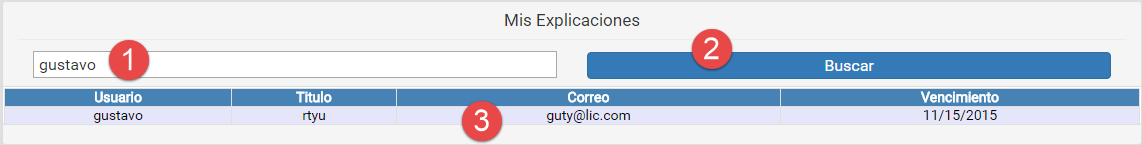 Mis Explicaciones
gustavo 1
2 Buscar
Usuario Titulo Correo Vencimiento
gustavo rtyu 3 guty@lic.com 11/15/2015